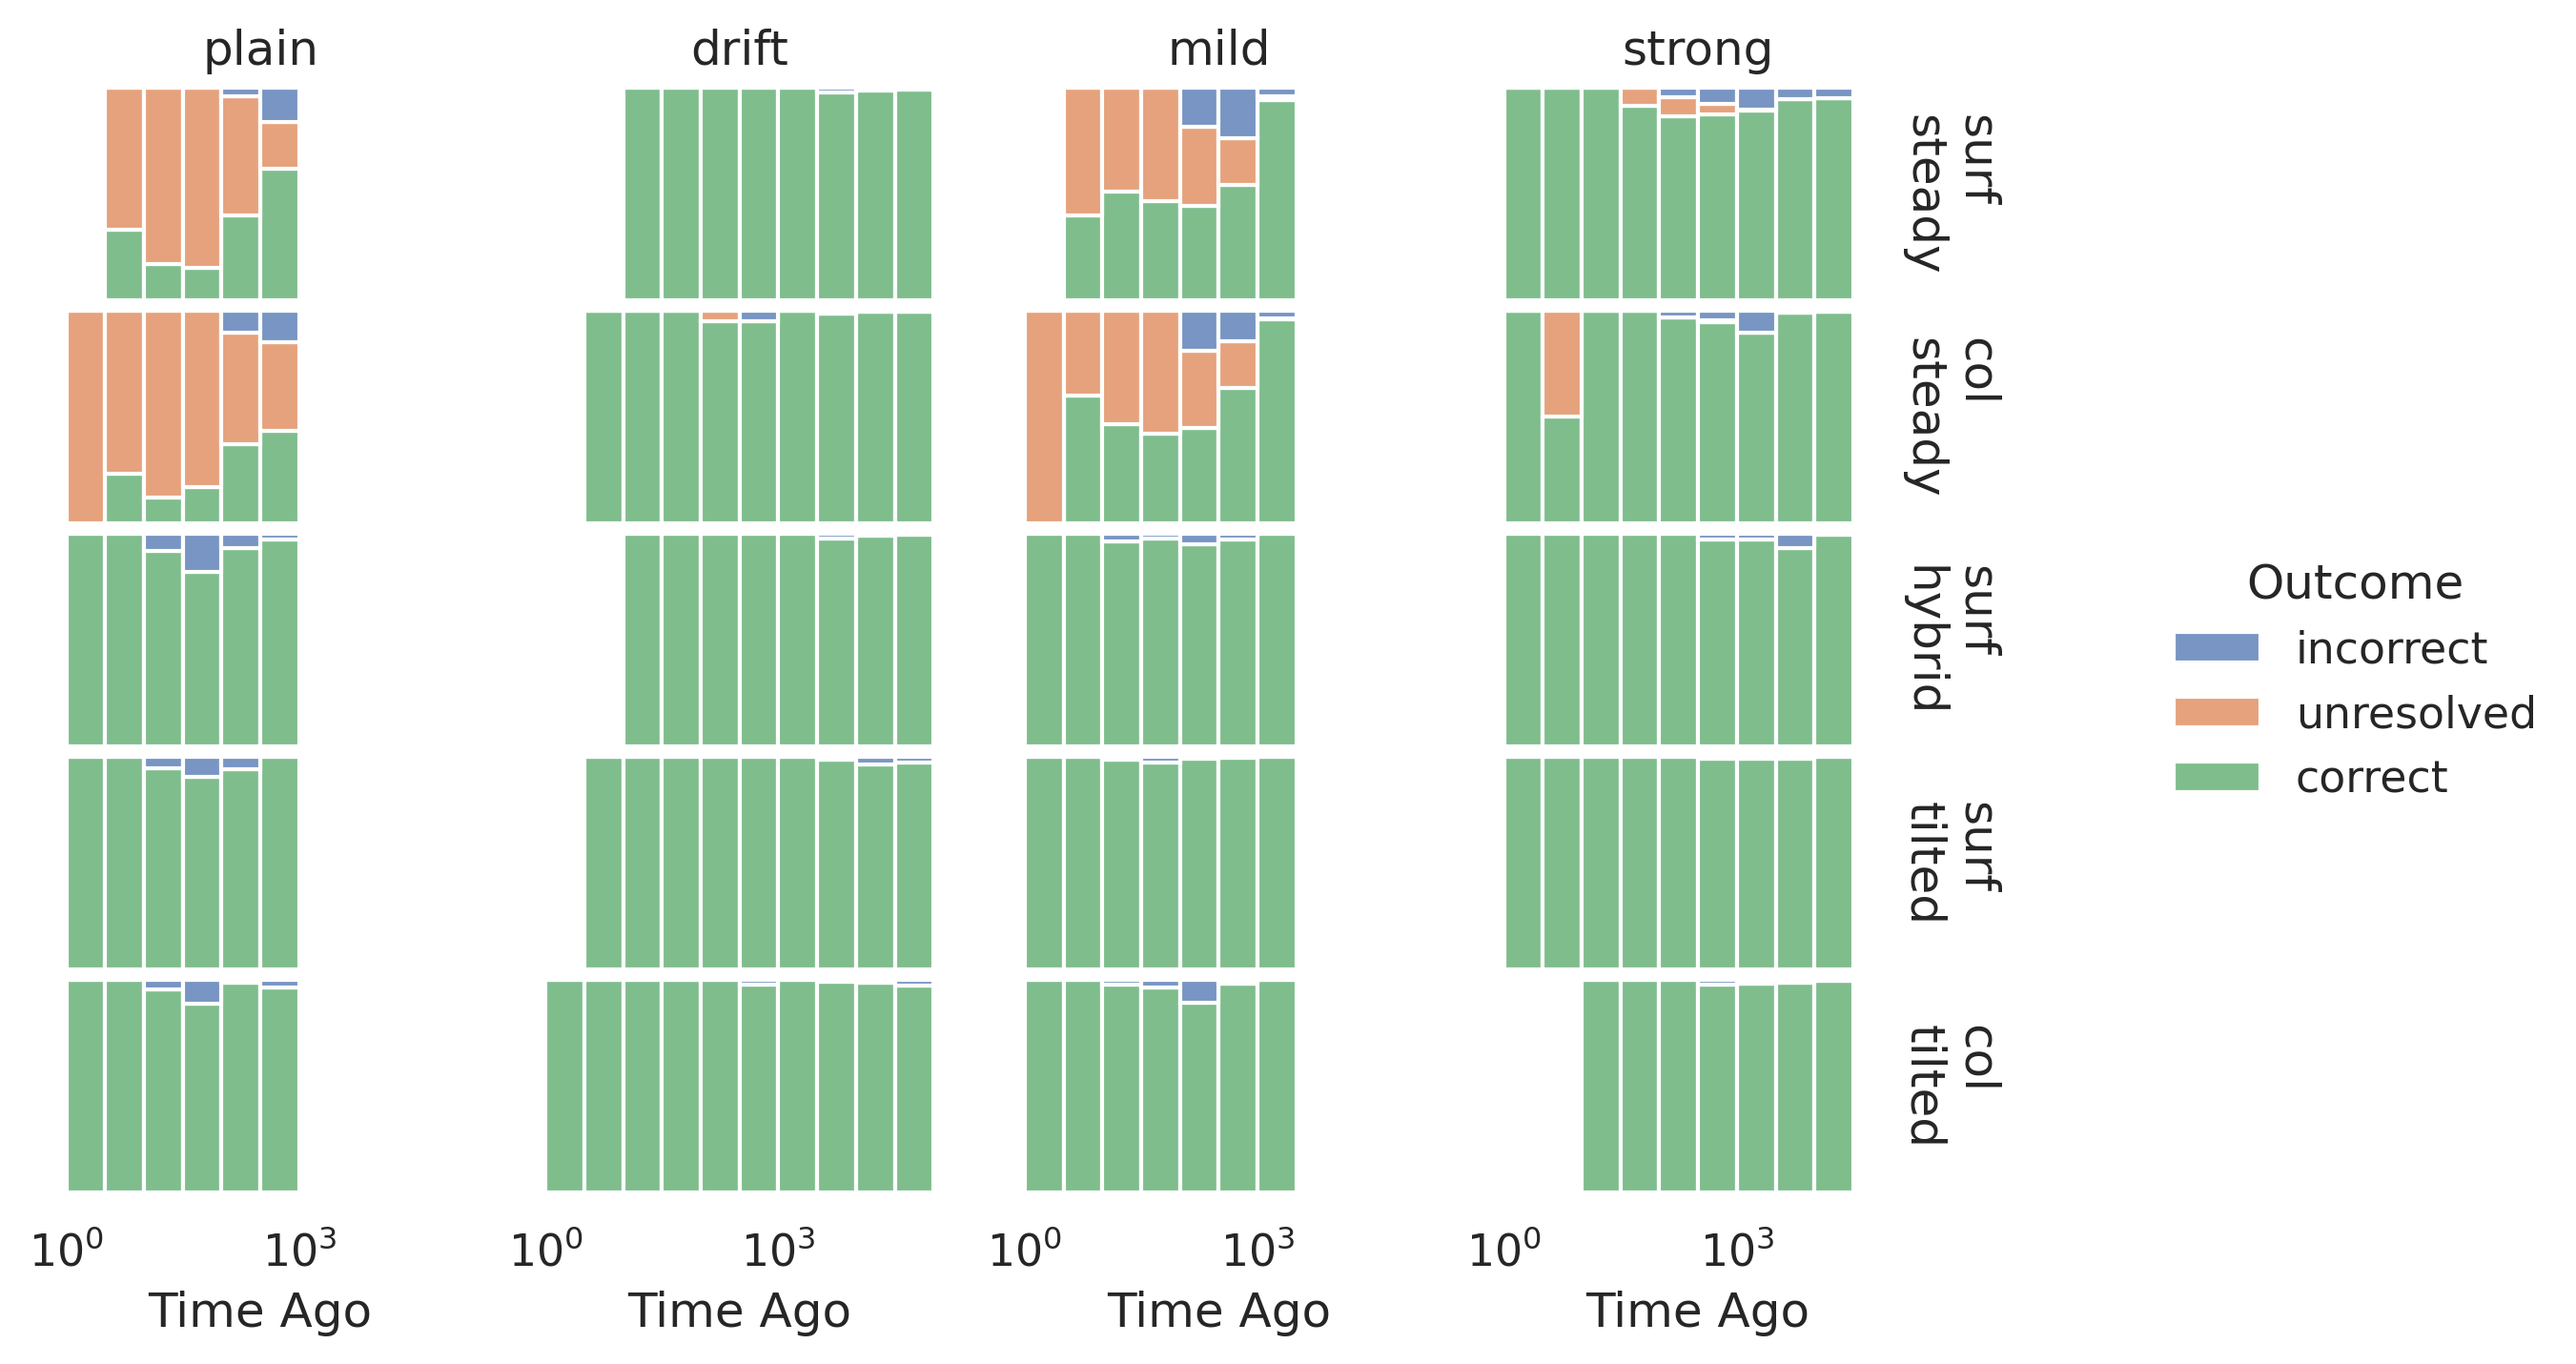 plain
drift
mild
strong
surf
steady
col
steady
surf
hybrid
surf
tilted
col
tilted
Outcome
incorrect
unresolved
correct
10⁰ 10³
10⁰ 10³
10⁰ 10³
10⁰ 10³
Time Ago
Time Ago
Time Ago
Time Ago